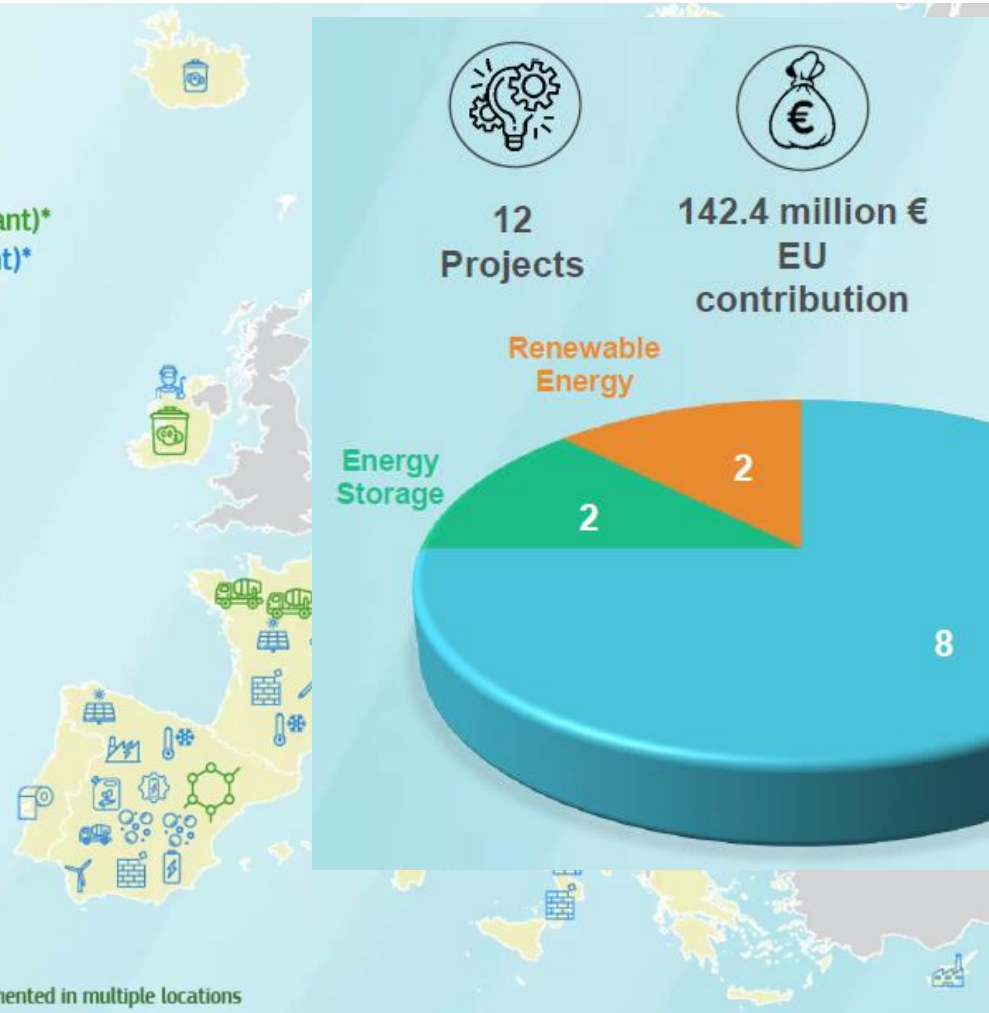 ant)*
t)*
12
Projects
142.4 million €
EU
contribution
Renewable
Energy
Energy
Storage
2
2
8
nented in multiple locations